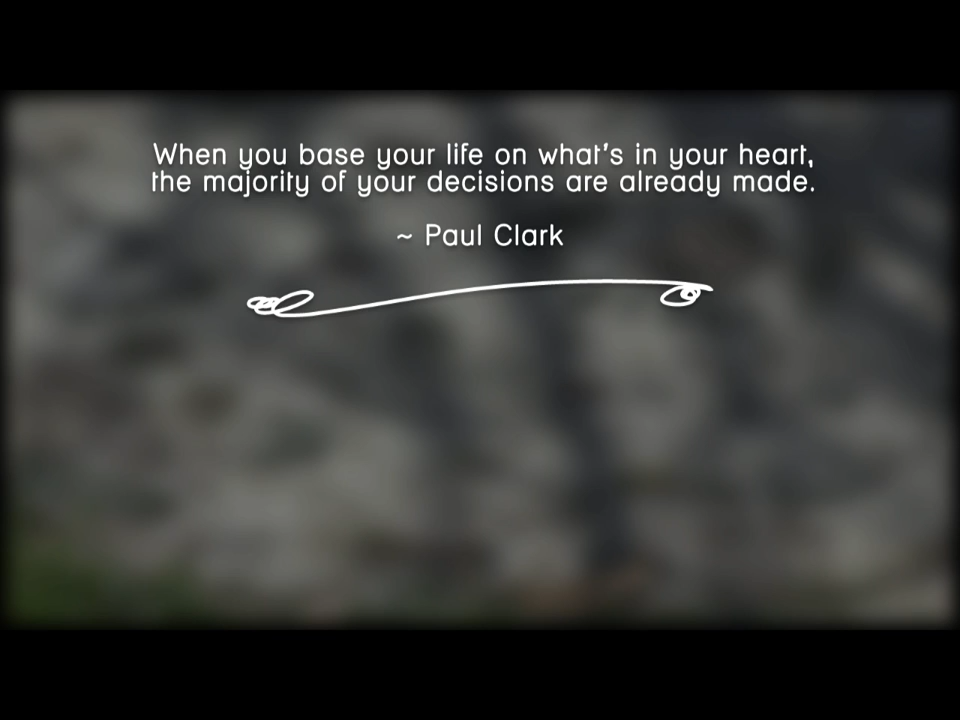 When you base your life on what's in your heart,
the majority of your decisions are already made.
~ Paul Clark